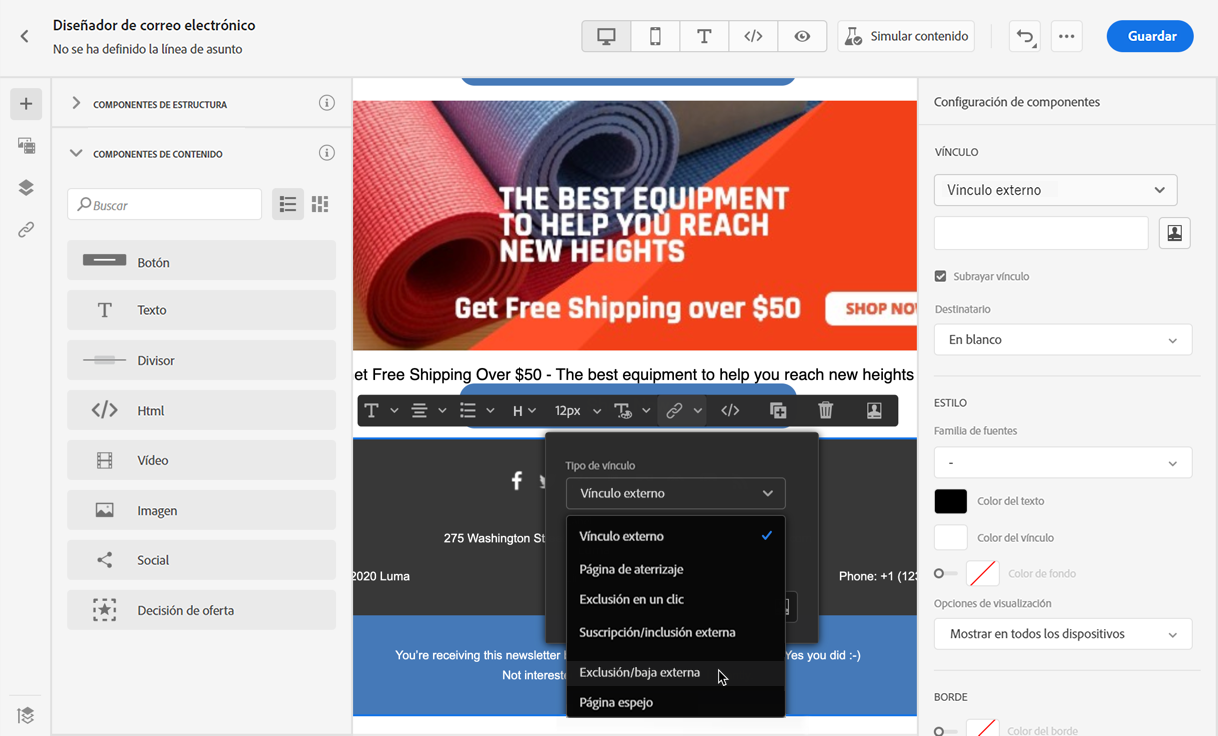 Diseñador de correo electrónico
No se ha definido la línea de asunto
Simular contenido
Guardar
COMPONENTES DE ESTRUCTURA
COMPONENTES DE CONTENIDO
Buscar
Botón
Texto
Divisor
Html
Vídeo
Imagen
Social
Decisión de oferta
THE BEST EQUIPMENT
TO HELP YOU REACH
NEW HEIGHTS
Get Free Shipping over $50
SHOP NOW
et Free Shipping Over $50 - The best equipment to help you reach new heights
H
12px
Tipo de vínculo
Vínculo externo
Vínculo externo
Página de aterrizaje
Exclusión en un clic
Suscripción/inclusión externa
Exclusión/baja externa
Página espejo
275 Washington St
2020 Luma
Phone: +1 (123
You're receiving this newsletter
Yes you did :-)
Not intereste
Configuración de componentes
VÍNCULO
Vinculo externo
Subrayar vínculo
Destinatario
En blanco
ESTILO
Familia de fuentes
-
Color del texto
Color del vínculo
Color de fondo
Opciones de visualización
Mostrar en todos los dispositivos
BORDE
Color del borde